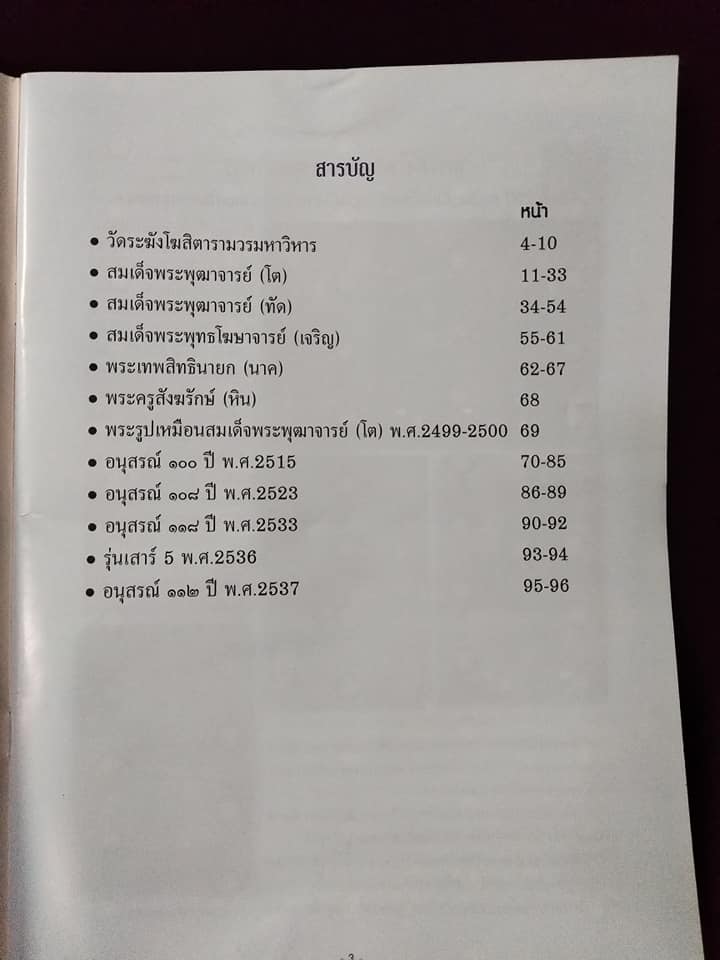 สารบัญ
หน้า
• วัดระฆังโฆสิตารามวรมหาวิหาร 4-10
• สมเด็จพระพุฒาจารย์ (โต) 11-33
• สมเด็จพระพุฒาจารย์ (ทัด) 34-54
• สมเด็จพระพุทธโฆษาจารย์ (เจริญ) 55-61
• พระเทพสิทธินายก (นาค) 62-67
• พระครูสังฆรักษ์ (หิน) 68
• พระรูปเหมือนสมเด็จพระพุฒาจารย์ (โต) พ.ศ.2499-2500 69
• อนุสรณ์ ๑๐๐ ปี พ.ศ.2515 70-85
• อนุสรณ์ ๑๐๘ ปี พ.ศ.2523 86-89
• อนุสรณ์ ๑๑๘ ปี พ.ศ.2533 90-92
• รุ่นเสาร์ 5 พ.ศ.2536 93-94
• อนุสรณ์ ๑๑๒ ปี พ.ศ.2537 95-96
- 3 -